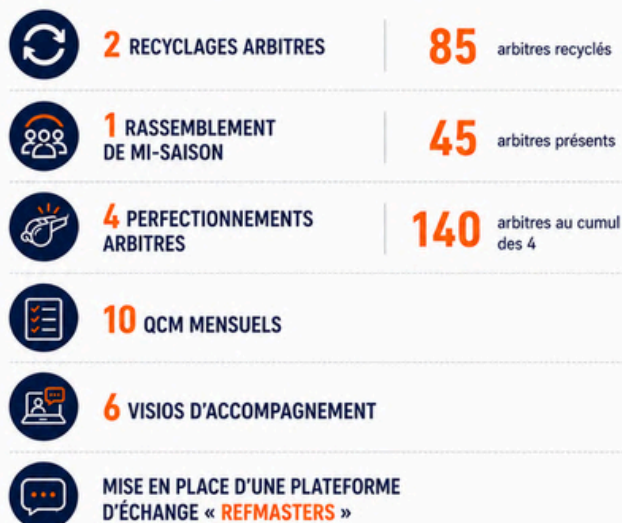 2 RECYCLAGES ARBITRES
85 arbitres recyclés
1 RASSEMBLEMENT
DE MI-SAISON
45 arbitres présents
4 PERFECTIONNEMENTS
ARBITRES
140 arbitres au cumul
des 4
10 QCM MENSUELS
6 VISIOS D'ACCOMPAGNEMENT
MISE EN PLACE D'UNE PLATEFORME
D'ÉCHANGE « REFMASTERS »